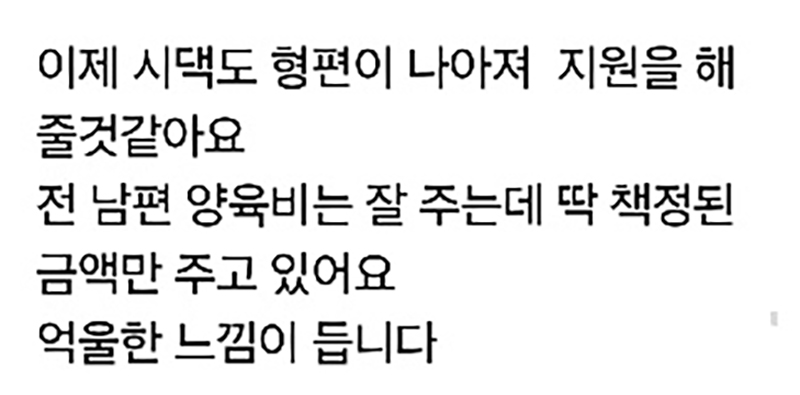 이제 시댁도 형편이 나아져 지원을 해
줄것같아요
전 남편 양육비는 잘 주는데 딱 책정된
금액만 주고 있어요
억울한 느낌이 듭니다